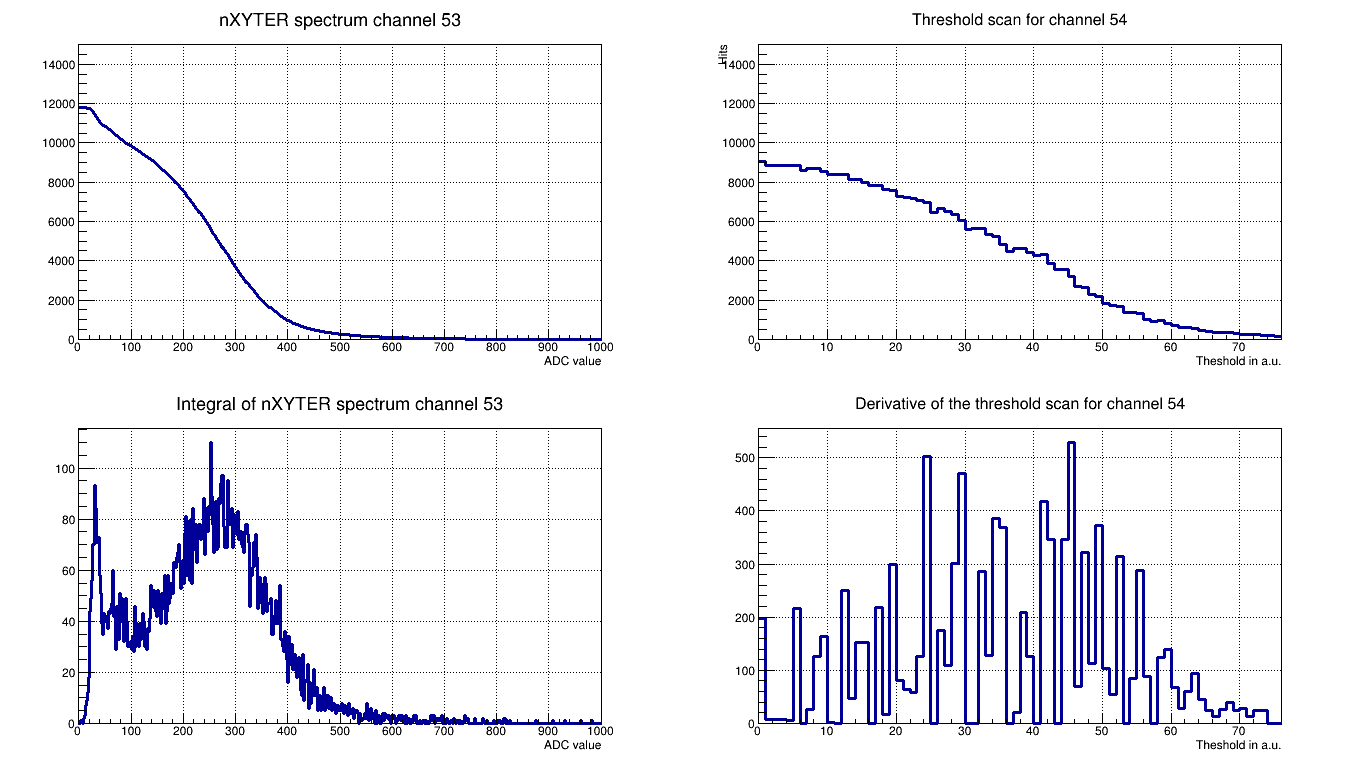 nXYTER spectrum channel 53
14000
12000
10000
8000
6000
4000
2000
0
0 100 200 300 400 500 600 700 800 900 1000
ADC value
Threshold scan for channel 54
Hits
14000
12000
10000
8000
6000
4000
2000
0
0 10 20 30 40 50 60 70
Theshold in a.u.
Integral of nXYTER spectrum channel 53
100
80
60
40
20
0
0 100 200 300 400 500 600 700 800 900 1000
ADC value
Derivative of the threshold scan for channel 54
500
400
300
200
100
0
0 10 20 30 40 50 60 70
Theshold in a.u.